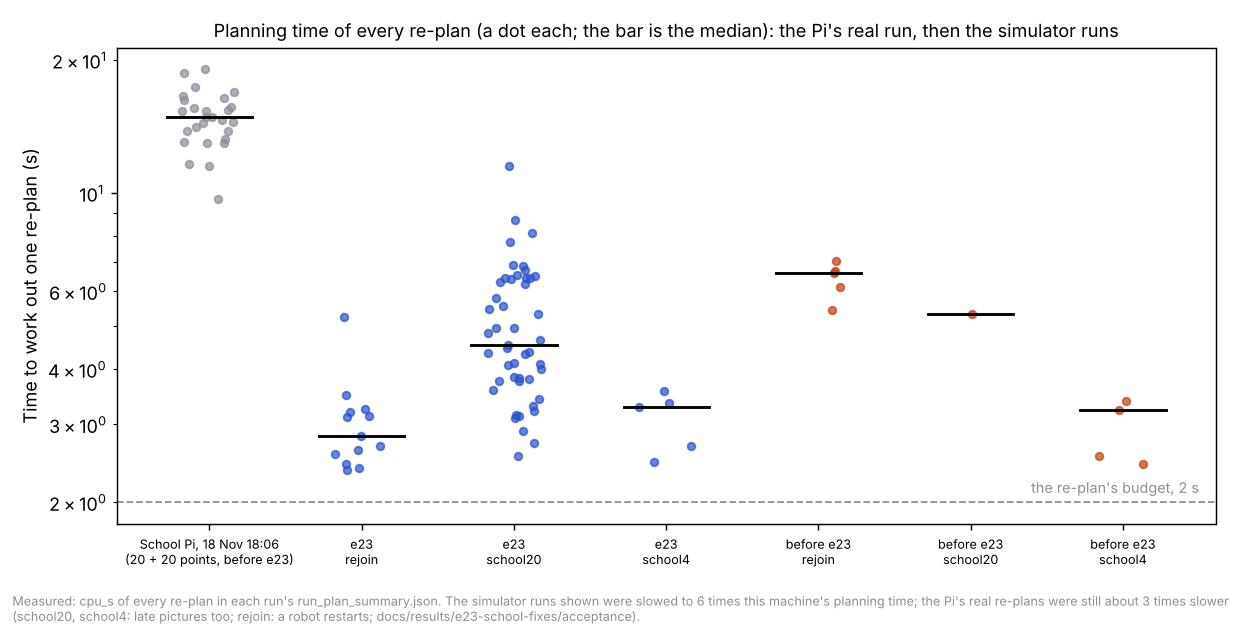 Planning time of every re-plan (a dot each; the bar is the median): the Pi's real run, then the simulator runs
Time to work out one re-plan (s)
2 × 10�1
10¹
6 × 10⁰
4 × 10⁰
3 × 10⁰
2 × 10⁰
the re-plan's budget, 2 s
School Pi, 18 Nov 18:06
(20 + 20 points, before e23)
e23
rejoin
e23
school20
e23
school4
before e23
rejoin
before e23
school20
before e23
school4
Measured: cpu_s of every re-plan in each run's run_plan_summary.json. The simulator runs shown were slowed to 6 times this machine's planning time; the Pi's real re-plans were still about 3 times slower
(school20, school4: late pictures too; rejoin: a robot restarts; docs/results/e23-school-fixes/acceptance).